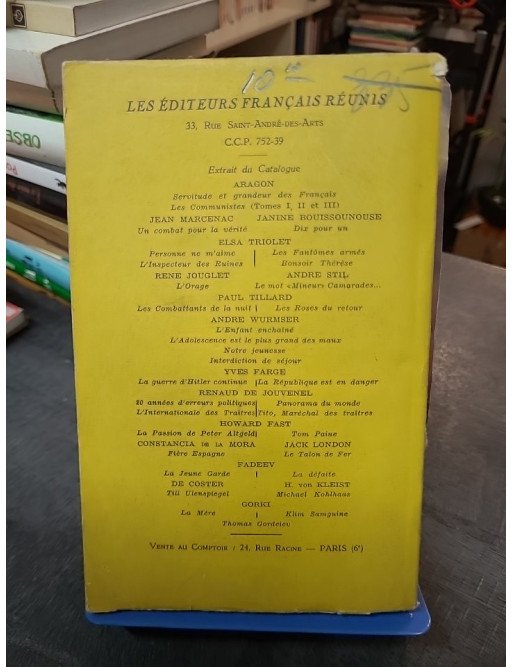 10
LES ÉDITEURS FRANÇAIS RÉUNIS
33, Rue Saint-André-des-Arts
C.C.P. 752-39
Extrait du Catalogue
ARAGON
Servitude et grandeur des Français
Les Communistes (Tomes I, II et III)
JEAN MARCENAC JANINE BOUISSOUNOUSE
Un combat pour la vérité Dix pour un
ELSA TRIOLET
Personne ne m'aime | Les Fantômes armés
L'Inspecteur des Ruines | Bonsoir Thérèse
RENE JOUGLET ANDRE STIL
L'Orage Le mot «Mineur» Camarades...
PAUL TILLARD
Les Combattants de la nuit | Les Roses du retour
ANDRE WURMSER
L'Enfant enchaîné
L'Adolescence est le plus grand des maux
Notre jeunesse
Interdiction de séjour
YVES FARGE
La guerre d'Hitler continue | La République est en danger
RENAUD DE JOUVENEL
20 années d'erreurs politiques | Panorama du monde
L'Internationale des Traîtres | Tito, Maréchal des traîtres
HOWARD FAST
La Passion de Peter Altgeld | Tom Paine
CONSTANCIA DE LA MORA JACK LONDON
Fière Espagne Le Talon de Fer
FADEEV
La Jeune Garde | La défaite
DE COSTER H. von KLEIST
Till Ulenspiegel Michael Kohlhaus
GORKI
La Mère | Klim Samguine
Thomas Gordeiev
Vente au Comptoir : 24, Rue Racine — PARIS (6e)
OBSE